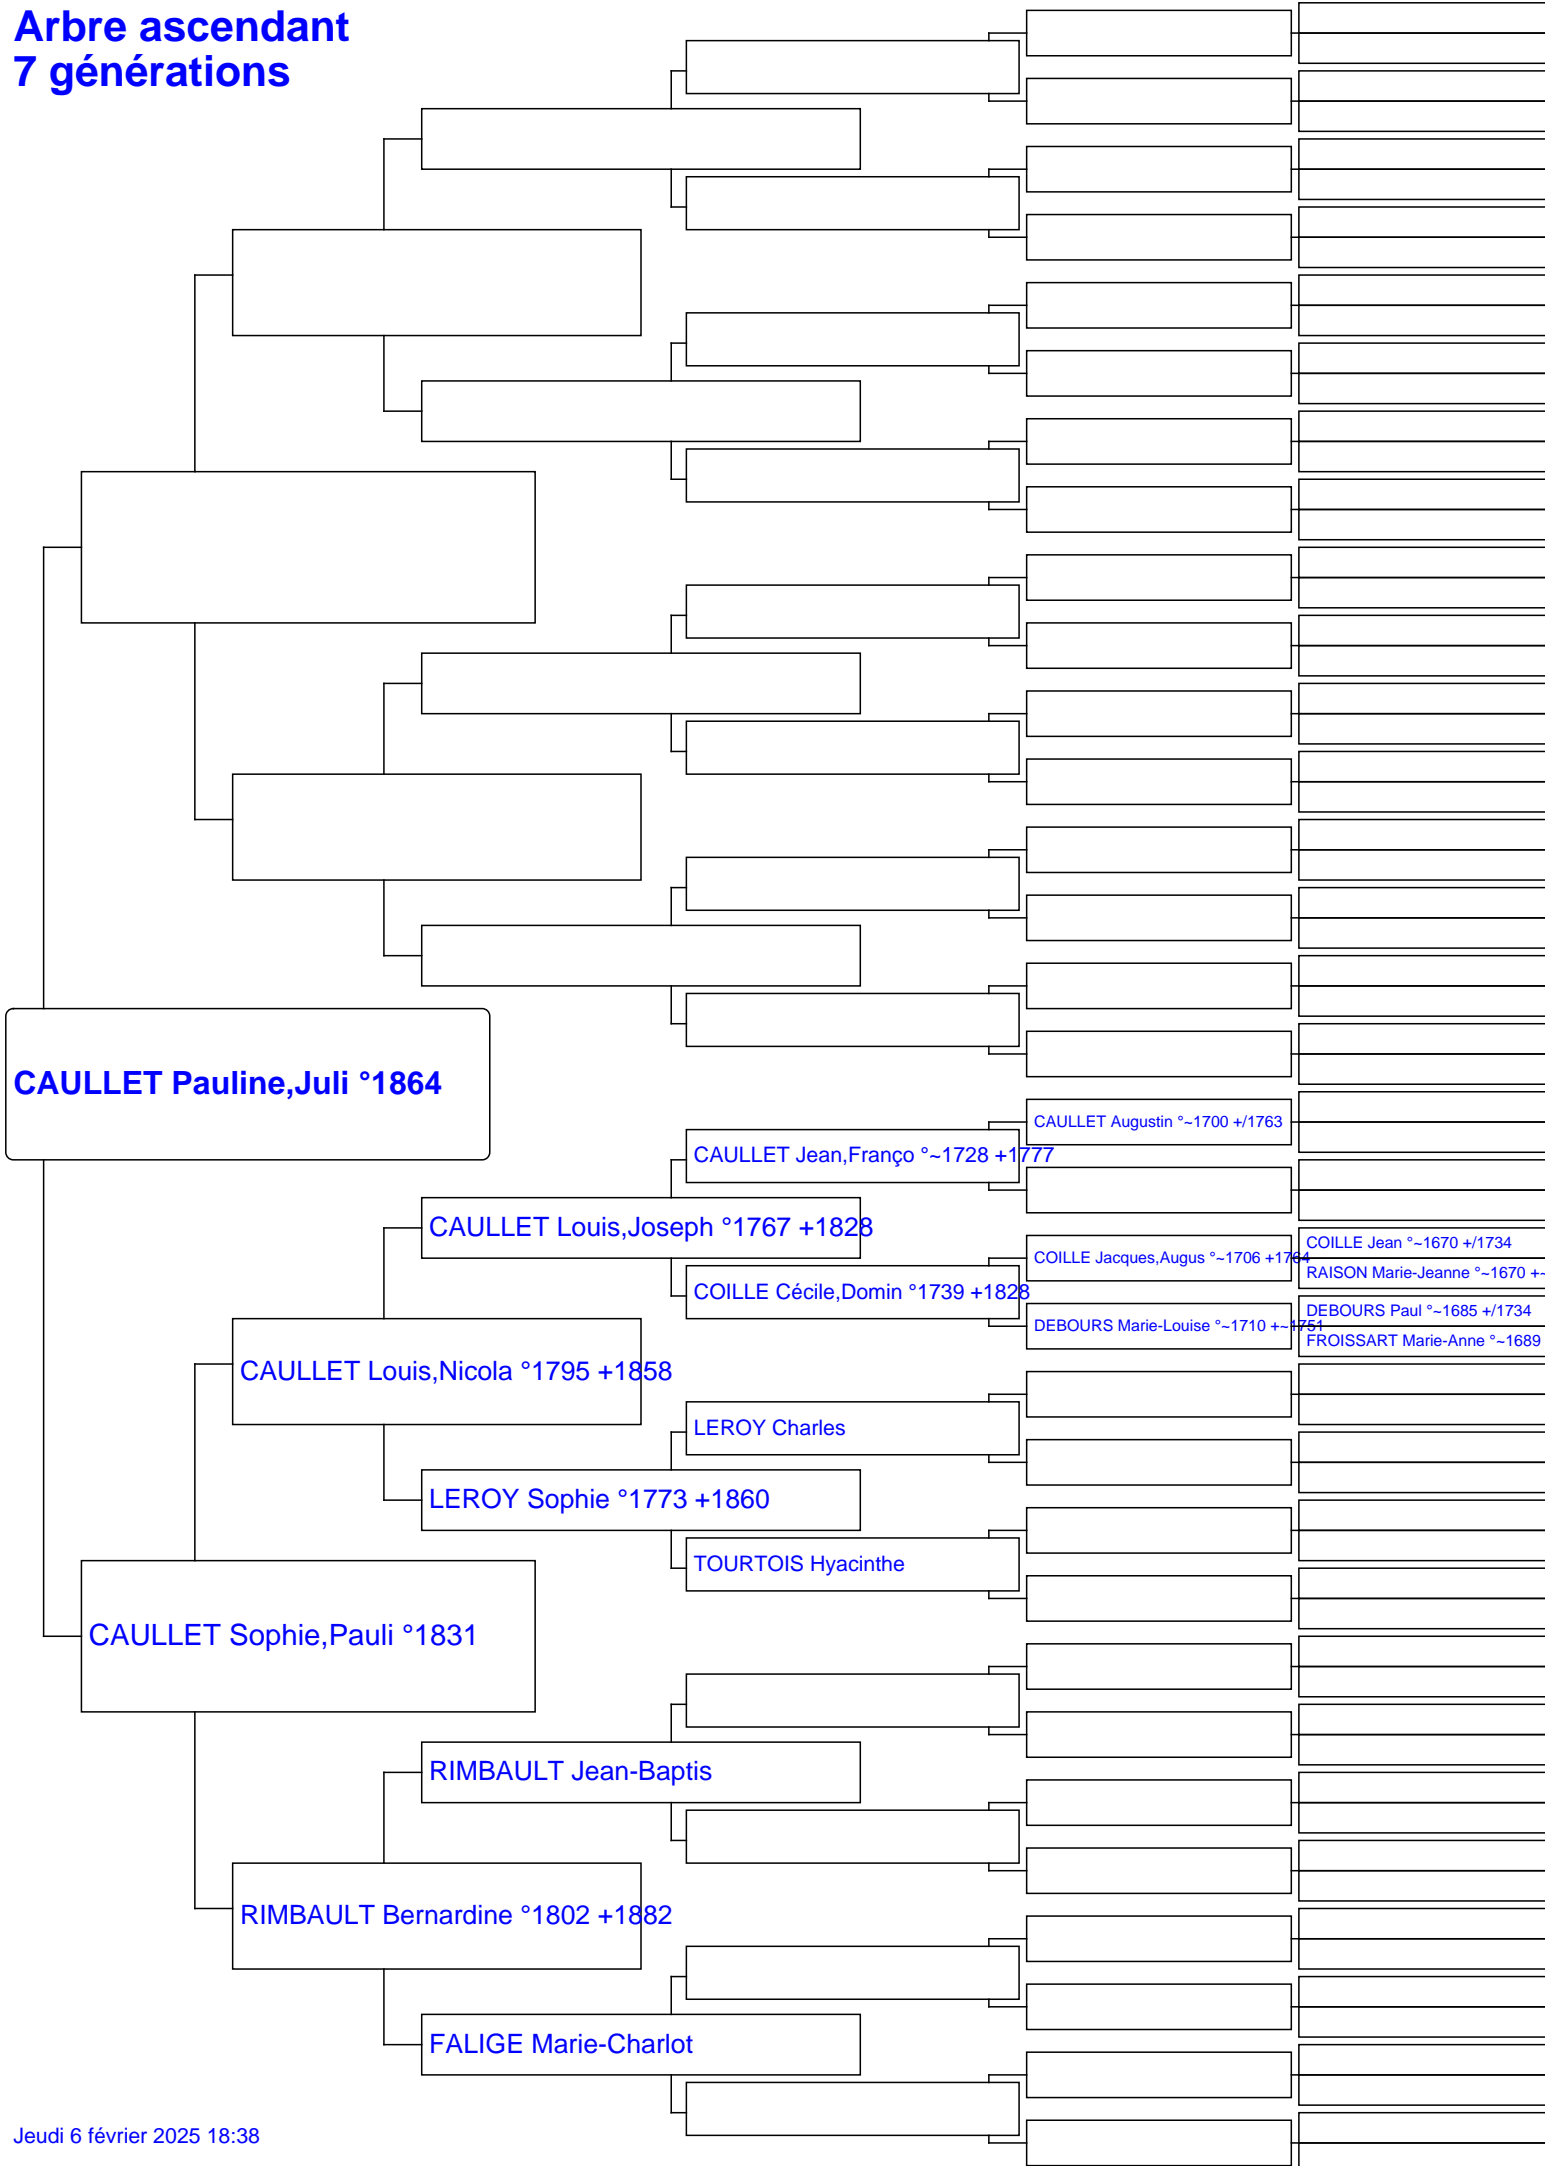 Arbre ascendant
7 générations
CAULLET Pauline,Juli °1864
CAULLET Sophie,Pauli °1831
CAULLET Louis,Nicola °1795 +1858
RIMBAULT Bernardine °1802 +1882
CAULLET Louis,Joseph °1767 +1828
LEROY Sophie °1773 +1860
RIMBAULT Jean-Baptis
FALIGE Marie-Charlot
CAULLET Jean,Franço °~1728 +1777
COILLE Cécile,Domin °1739 +1828
LEROY Charles
TOURTOIS Hyacinthe
CAULLET Augustin °~1700 +/1763
COILLE Jacques,Augus °~1706 +1764
DEBOURS Marie-Louise °~1710 +~1751
COILLE Jean °~1670 +/1734
RAISON Marie-Jeanne °~1670 +~
DEBOURS Paul °~1685 +/1734
FROISSART Marie-Anne °~1689
Jeudi 6 février 2025 18:38